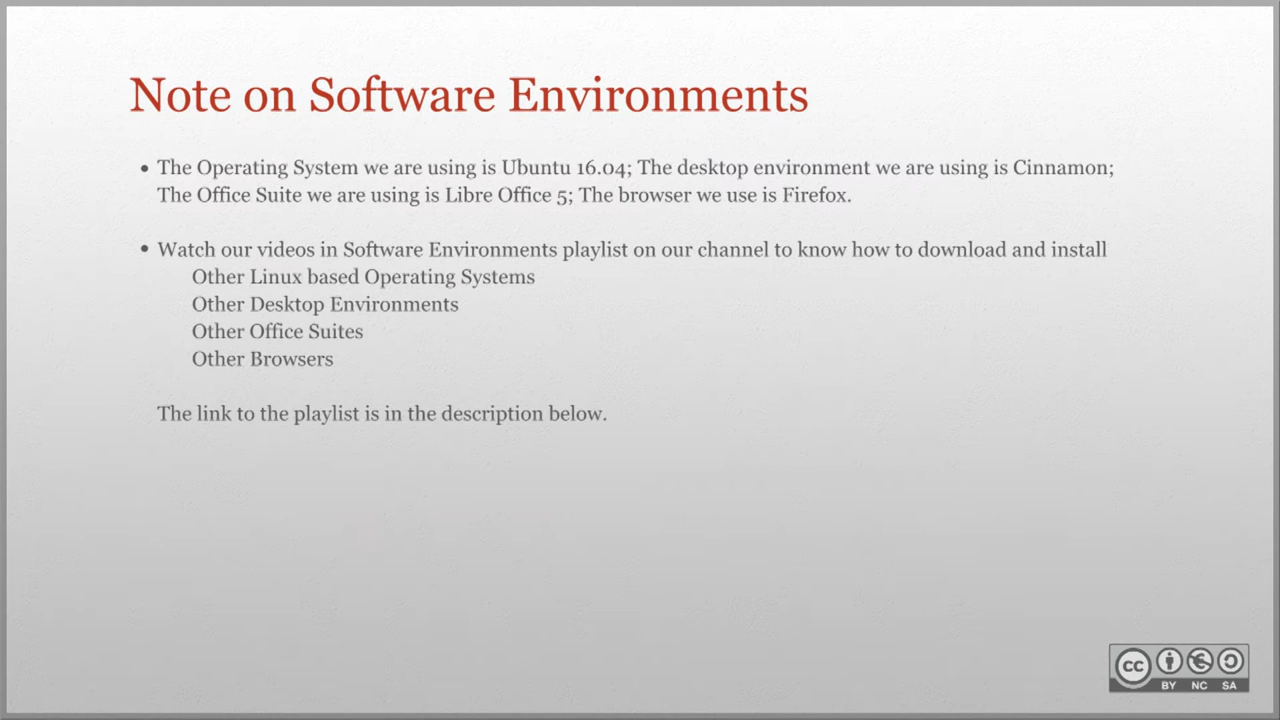 Note on Software Environments
• The Operating System we are using is Ubuntu 16.04; The desktop environment we are using is Cinnamon;
The Office Suite we are using is Libre Office 5; The browser we use is Firefox.
• Watch our videos in Software Environments playlist on our channel to know how to download and install
Other Linux based Operating Systems
Other Desktop Environments
Other Office Suites
Other Browsers
The link to the playlist is in the description below.
cc
BY NC SA